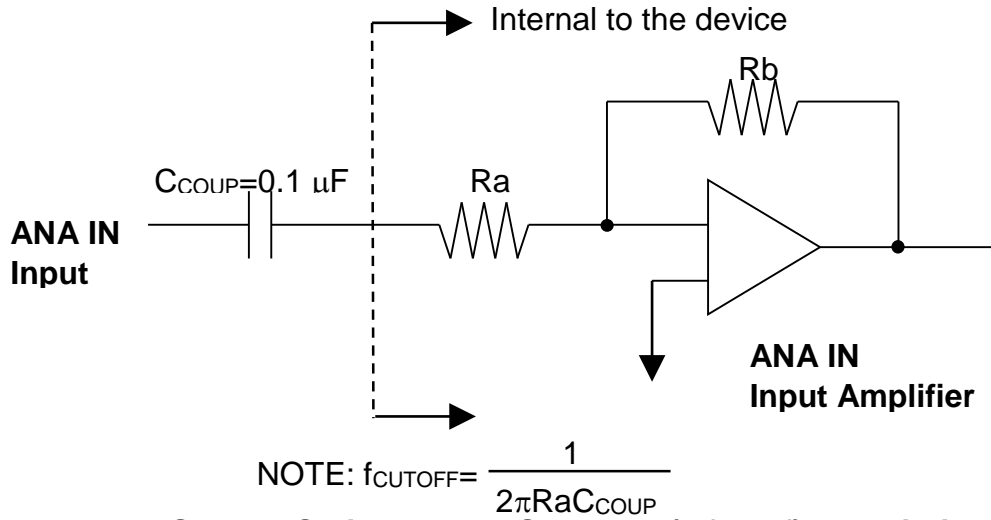 Internal to the device
Rb
CCOUP=0.1 μF
Ra
ANA IN
Input
ANA IN
Input Amplifier
NOTE: fCUTOFF= 1
2πRaCCOUP